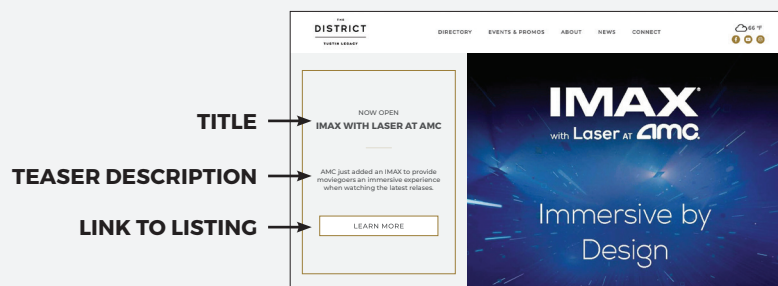 THE
DISTRICT
TUSTIN LEGACY
DIRECTORY EVENTS & PROMOS ABOUT NEWS CONNECT
66 °F
TITLE
NOW OPEN
IMAX WITH LASER AT AMC
TEASER DESCRIPTION
AMC just added an IMAX to provide
moviegoers an immersive experience
when watching the latest relases.
LINK TO LISTING
LEARN MORE
IMAX®
with Laser AT amc
Immersive by
Design